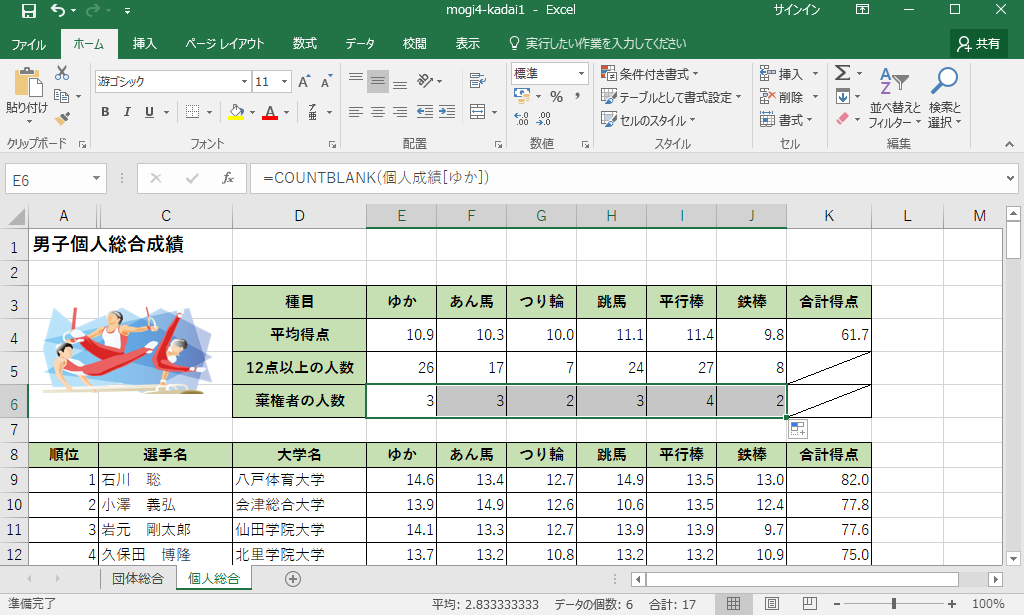 mogi4-kadai1 - Excel サインイン
ファイル ホーム 挿入 ページ レイアウト 数式 データ 校閲 表示 実行したい作業を入力してください 共有
游ゴシック 11 標準 条件付き書式 挿入
貼り付け % , テーブルとして書式設定 削除 並べ替えと 検索と
B I U A セルのスタイル 書式 フィルター 選択
クリップボード フォント 配置 数値 スタイル セル 編集
E6 fx =COUNTBLANK(個人成績[ゆか])
A C D E F G H I J K L M
1 男子個人総合成績
2
3 種目 ゆか あん馬 つり輪 跳馬 平行棒 鉄棒 合計得点
4 平均得点 10.9 10.3 10.0 11.1 11.4 9.8 61.7
5 12点以上の人数 26 17 7 24 27 8
6 棄権者の人数 3 3 2 3 4 2
7
8 順位 選手名 大学名 ゆか あん馬 つり輪 跳馬 平行棒 鉄棒 合計得点
9 1 石川　聡 八戸体育大学 14.6 13.4 12.7 14.9 13.5 13.0 82.0
10 2 小澤　義弘 会津総合大学 13.9 14.9 12.6 10.6 13.5 12.4 77.8
11 3 岩元　剛太郎 仙田学院大学 14.1 13.3 12.7 13.9 13.9 9.7 77.6
12 4 久保田　博隆 北里学院大学 13.7 13.2 10.8 13.2 13.2 10.9 75.0
団体総合 個人総合
準備完了 平均: 2.833333333 データの個数: 6 合計: 17 100%